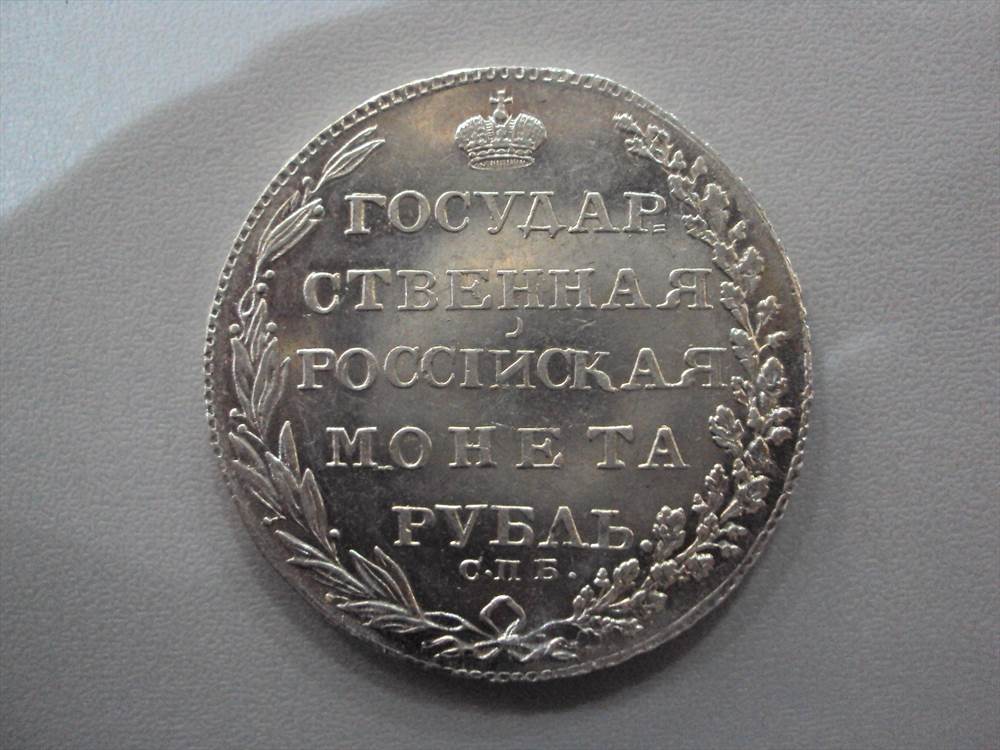 ГОСУДАР=
СТВЕННАЯ
РОССІЙСКАЯ
МОНЕТА
РУБЛЬ.
С.П.Б.